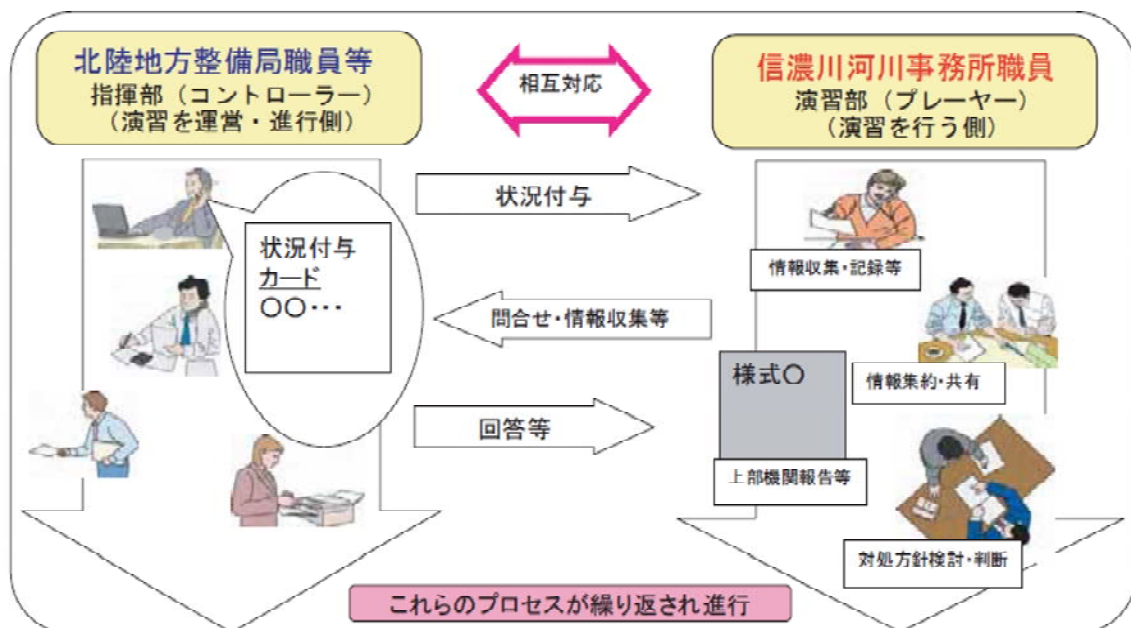 北陸地方整備局職員等
指揮部（コントローラー）
（演習を運営・進行側）
相互対応
信濃川河川事務所職員
演習部（プレーヤー）
（演習を行う側）
状況付与
状況付与
カード
〇〇･･･
情報収集･記録等
問合せ･情報収集等
様式〇
情報集約･共有
回答等
上部機関報告等
対処方針検討･判断
これらのプロセスが繰り返され進行